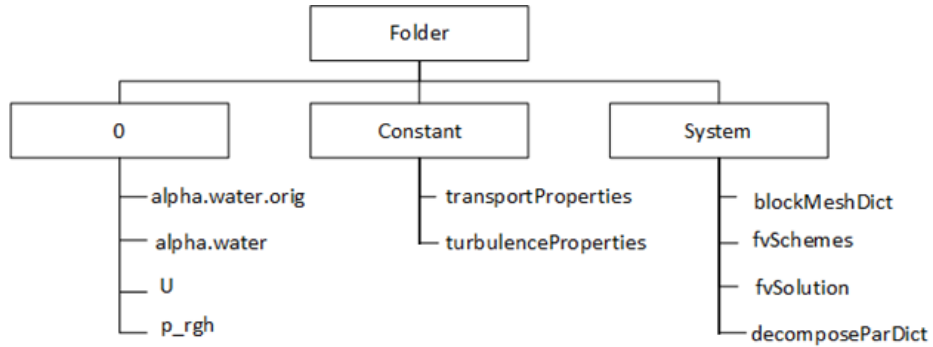 Folder
0
Constant
System
alpha.water.orig
alpha.water
U
p_rgh
transportProperties
turbulenceProperties
blockMeshDict
fvSchemes
fvSolution
decomposeParDict